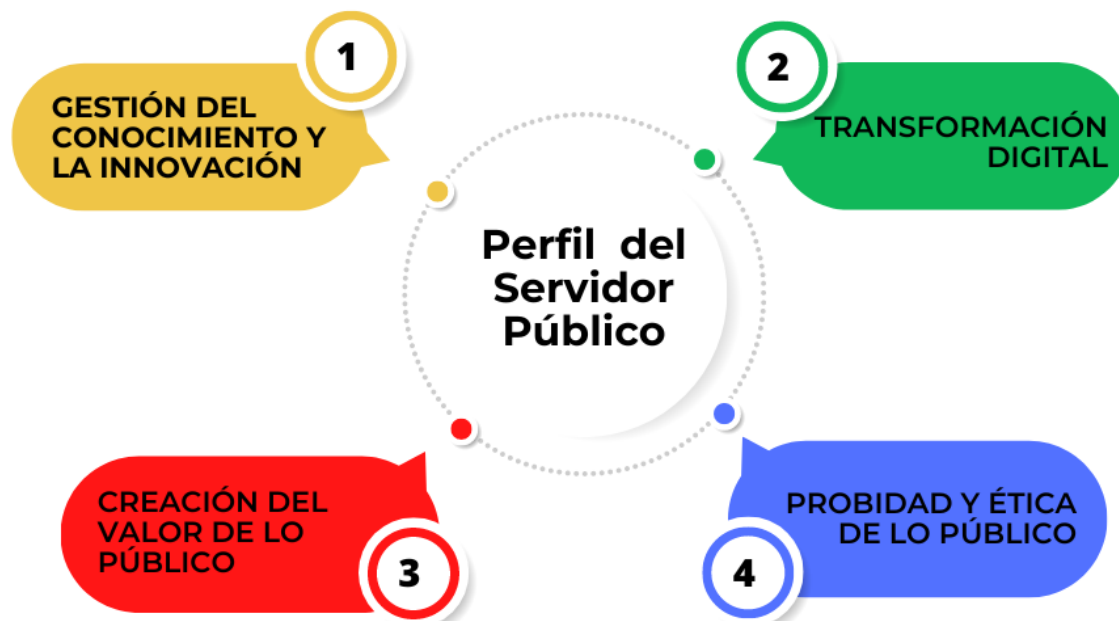 1
GESTIÓN DEL
CONOCIMIENTO Y
LA INNOVACIÓN
2
TRANSFORMACIÓN
DIGITAL
Perfil del
Servidor
Público
CREACIÓN DEL
VALOR DE LO
PÚBLICO
3
PROBIDAD Y ÉTICA
DE LO PÚBLICO
4